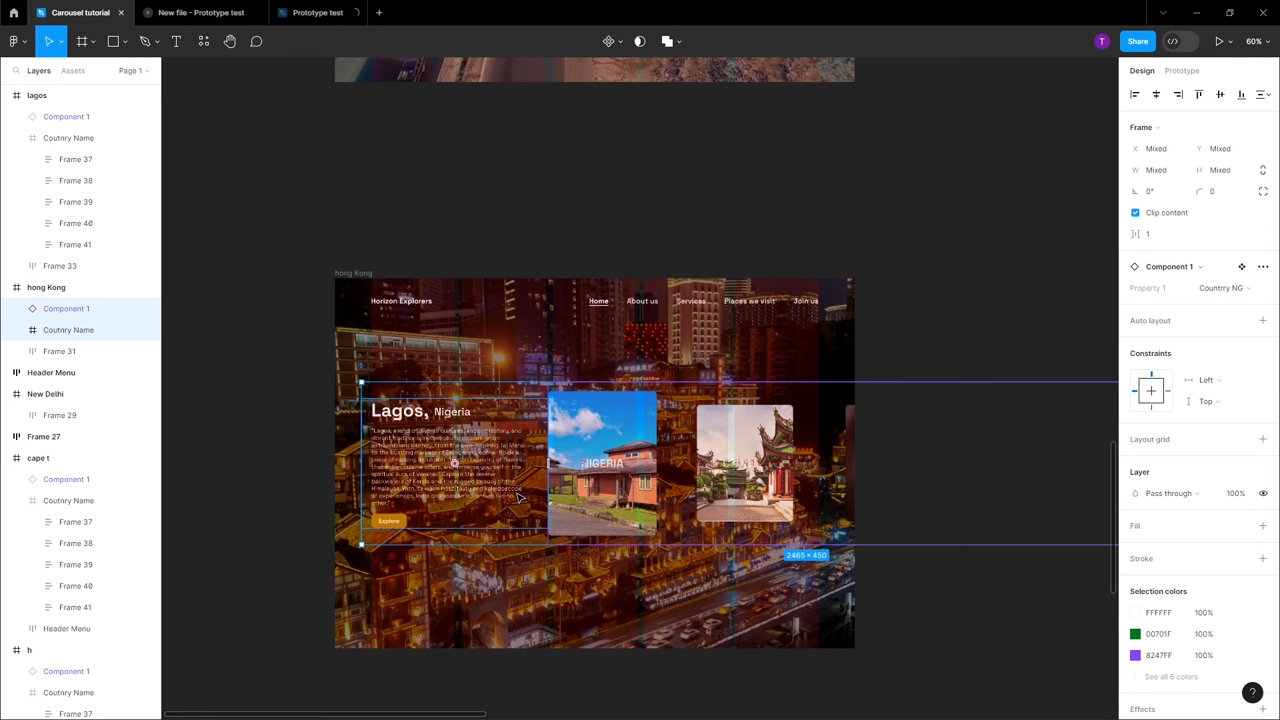 Carousel tutorial
New file - Prototype test
Prototype test
Share
60%
T
Layers
Assets
Page 1
lagos
Component 1
Coutnry Name
Frame 37
Frame 38
Frame 39
Frame 40
Frame 41
Frame 33
hong Kong
Component 1
Coutnry Name
Frame 31
Header Menu
New Delhi
Frame 29
Frame 27
cape t
Component 1
Coutnry Name
Frame 37
Frame 38
Frame 39
Frame 40
Frame 41
Header Menu
h
Component 1
Coutnry Name
Frame 37
hong Kong
Horizon Explorers
Home
About us
Services
Places we visit
Join us
Lagos, Nigeria
Explore
NIGERIA
2465 × 450
Design
Prototype
Frame
X Mixed
Y Mixed
W Mixed
H Mixed
0°
0
Clip content
1
Component 1
Property 1
Countrry NG
Auto layout
Constraints
Left
Top
Layout grid
Layer
Pass through
100%
Fill
Stroke
Selection colors
FFFFFF 100%
00701F 100%
8247FF 100%
See all 6 colors
Effects
?